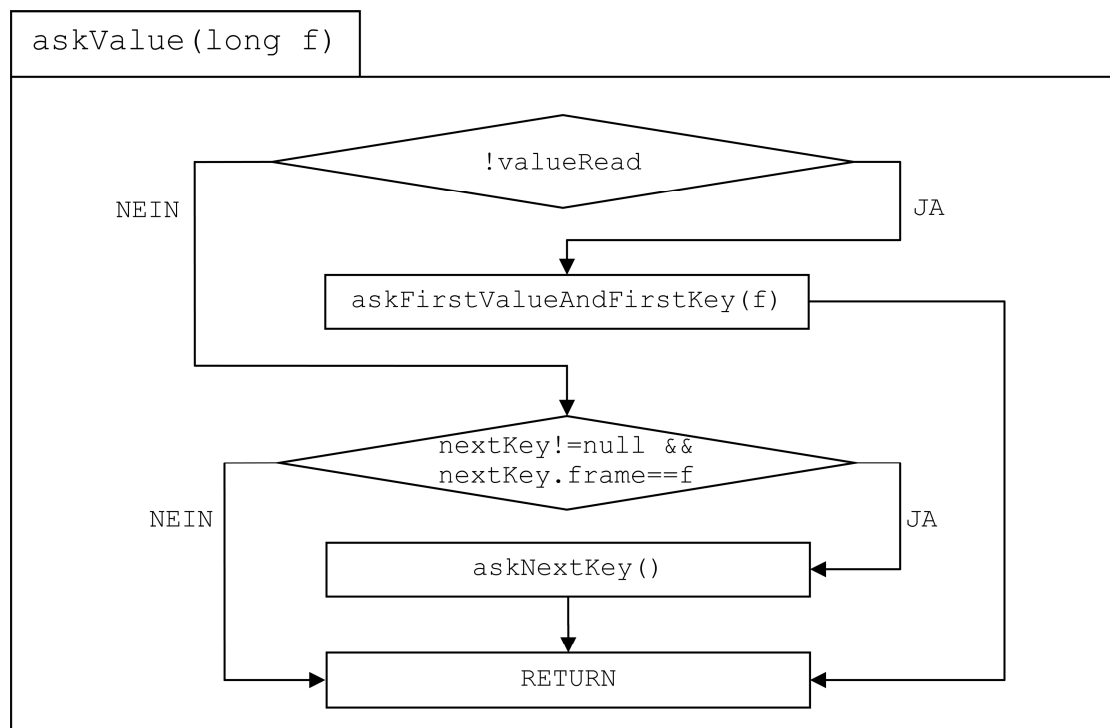 askValue(long f)
!valueRead
NEIN
JA
askFirstValueAndFirstKey(f)
nextKey!=null &&
nextKey.frame==f
NEIN
JA
askNextKey()
RETURN